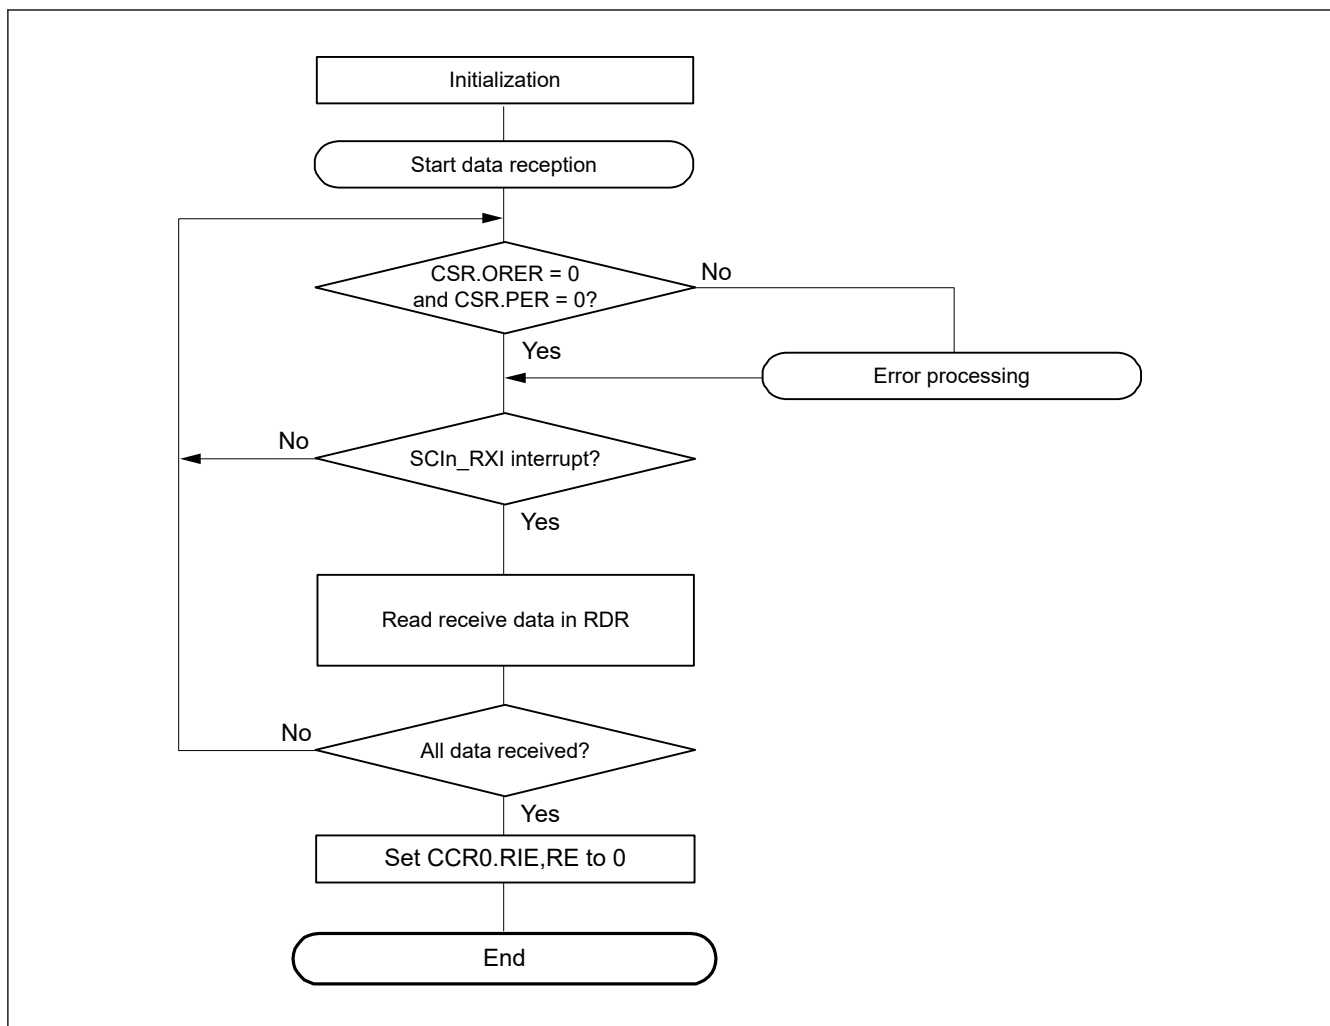 Initialization
Start data reception
CSR.ORER = 0
and CSR.PER = 0?
No
Yes
Error processing
No
SCIn_RXI interrupt?
Yes
Read receive data in RDR
No
All data received?
Yes
Set CCR0.RIE,RE to 0
End